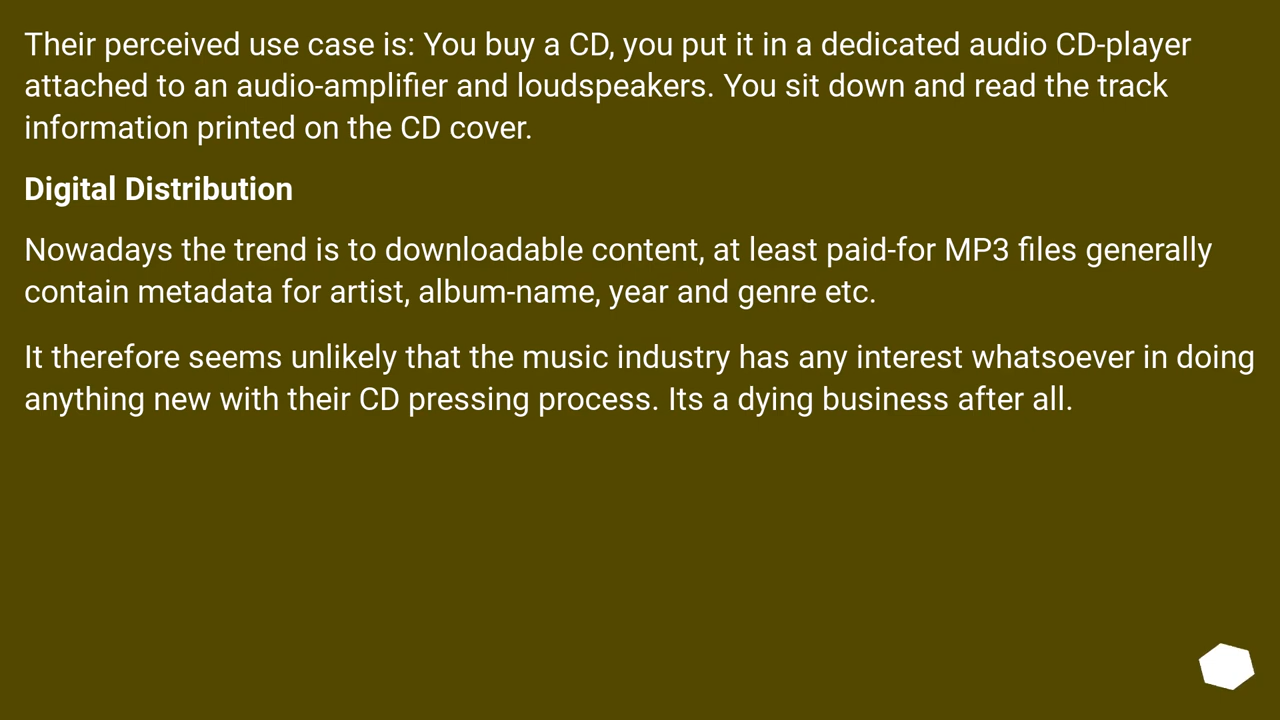 Their perceived use case is: You buy a CD, you put it in a dedicated audio CD-player
attached to an audio-amplifier and loudspeakers. You sit down and read the track
information printed on the CD cover.
Digital Distribution
Nowadays the trend is to downloadable content, at least paid-for MP3 files generally
contain metadata for artist, album-name, year and genre etc.
It therefore seems unlikely that the music industry has any interest whatsoever in doing
anything new with their CD pressing process. Its a dying business after all.